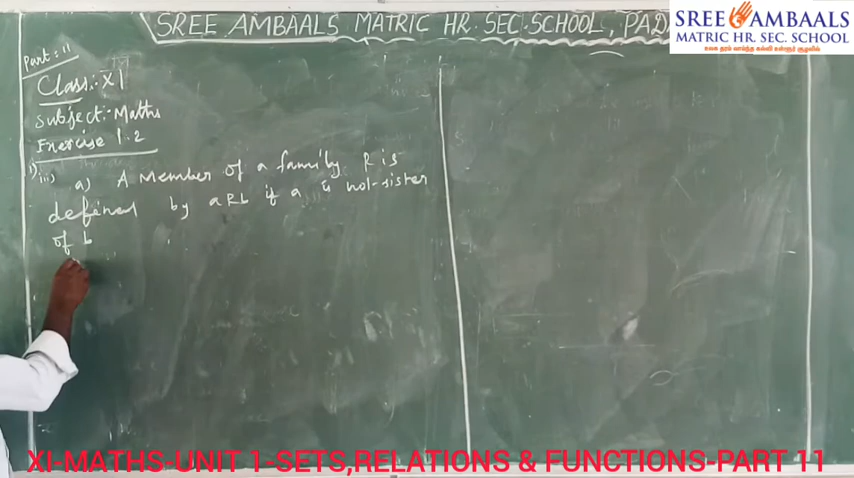 SREE AMBAALS MATRIC HR. SEC. SCHOOL, PADA
SREE AMBAALS
MATRIC HR. SEC. SCHOOL
Part: 11
Class:- XI
Subject:- Maths
Exercise 1.2
1) iii) a) A Member of a family. R is
defined by aRb if a is not-sister
of b
XI-MATHS-UNIT 1-SETS,RELATIONS & FUNCTIONS-PART 11